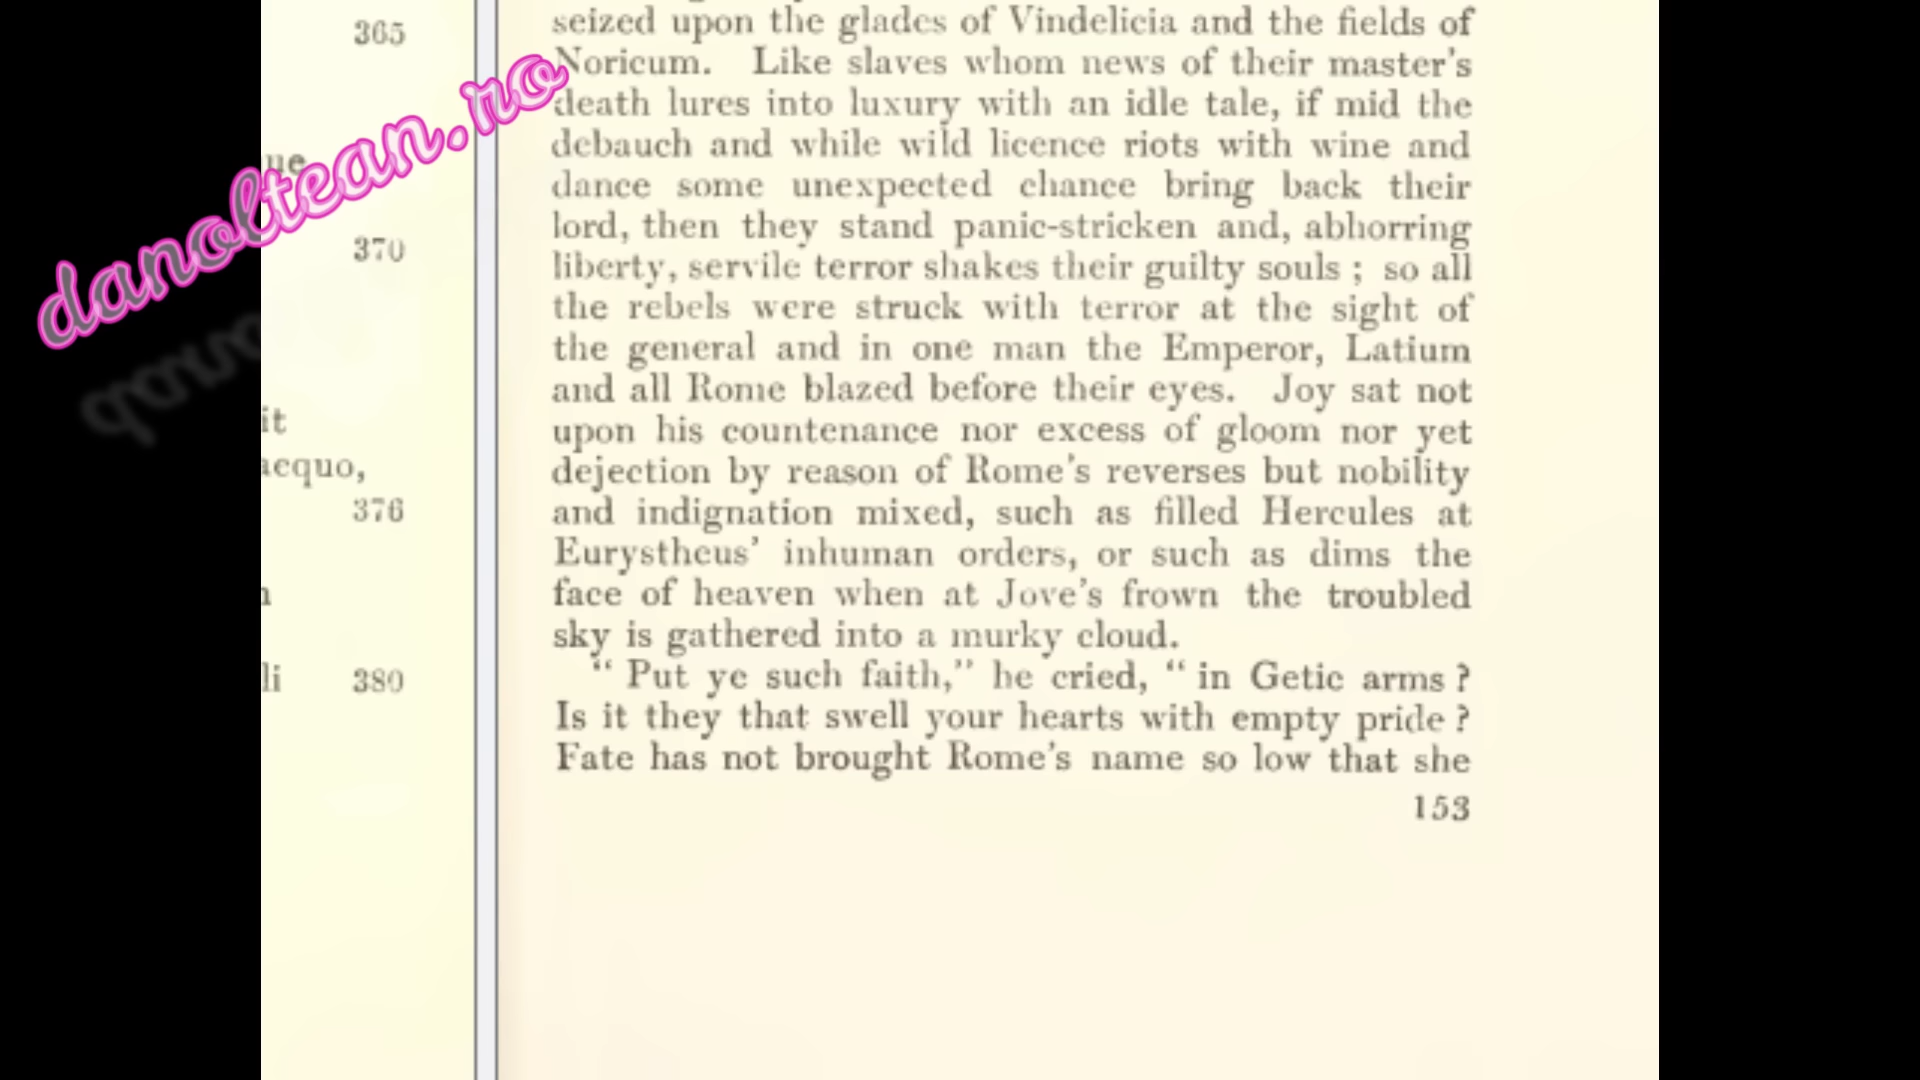 365
ue
370
it
acquo,
376
li 380
danoltean.ro
seized upon the glades of Vindelicia and the fields of
Noricum. Like slaves whom news of their master's
death lures into luxury with an idle tale, if mid the
debauch and while wild licence riots with wine and
dance some unexpected chance bring back their
lord, then they stand panic-stricken and, abhorring
liberty, servile terror shakes their guilty souls ; so all
the rebels were struck with terror at the sight of
the general and in one man the Emperor, Latium
and all Rome blazed before their eyes. Joy sat not
upon his countenance nor excess of gloom nor yet
dejection by reason of Rome's reverses but nobility
and indignation mixed, such as filled Hercules at
Eurystheus' inhuman orders, or such as dims the
face of heaven when at Jove's frown the troubled
sky is gathered into a murky cloud.
“ Put ye such faith,” he cried, “ in Getic arms ?
Is it they that swell your hearts with empty pride ?
Fate has not brought Rome's name so low that she
153